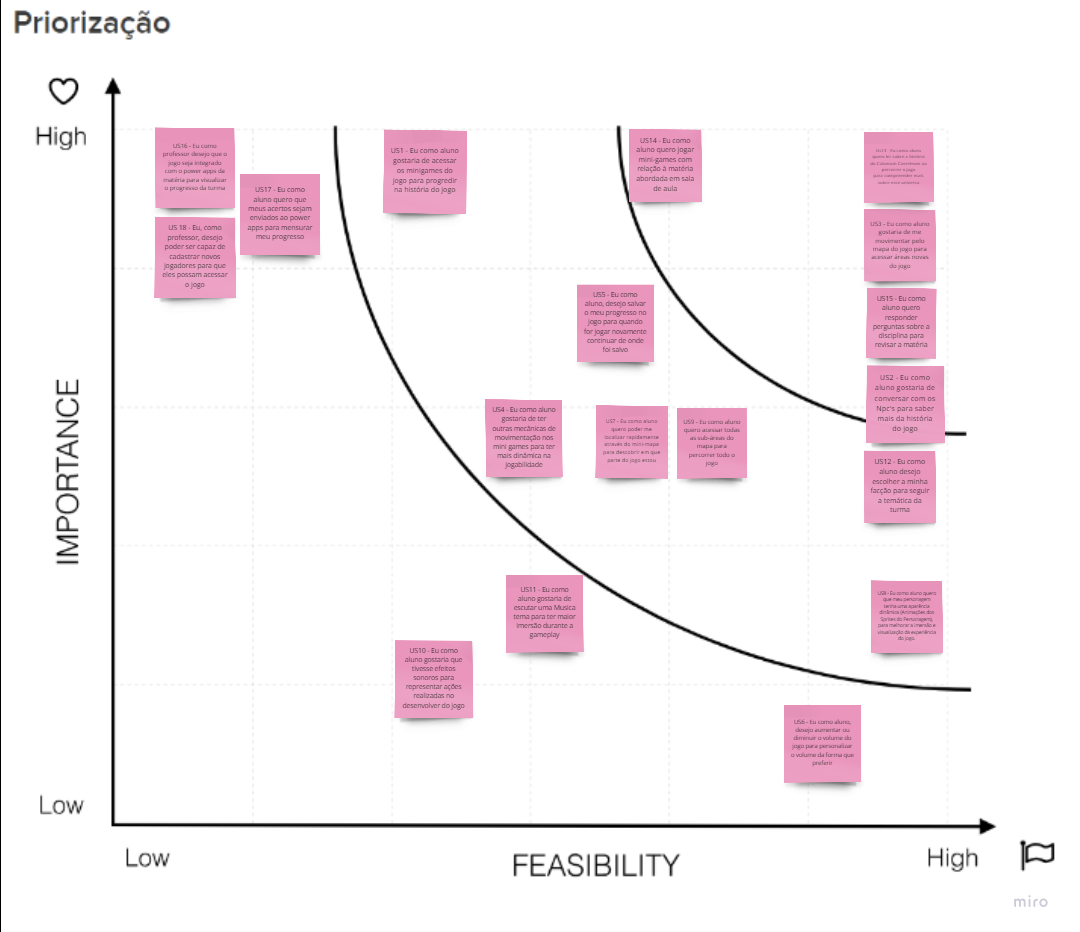 Priorização
High
US16 - Eu como
professor desejo que o
jogo seja integrado
com o power apps da
matéria para visualizar
o progresso da turma
US17 - Eu como
aluno quero que
meus acertos sejam
enviados ao power
apps para mensurar
meu progresso
US 18 - Eu, como
professor, desejo
poder ser capaz de
cadastrar novos
jogadores para que
eles possam acessar
o jogo
US1 - Eu como aluno
gostaria de acessar
os minigames do
jogo para progredir
na história do jogo
US14 - Eu como
aluno quero jogar
mini-games com
relação à matéria
abordada em sala
de aula
US13 - Eu como aluno
percorrer o jogo
para compreender mais
US3 - Eu como aluno
gostaria de me
movimentar pelo
mapa do jogo para
acessar áreas novas
do jogo
US15 - Eu como
aluno quero
responder
perguntas sobre a
disciplina para
revisar a matéria
US5 - Eu como
aluno, desejo salvar
o meu progresso no
jogo para quando
for jogar novamente
continuar de onde
foi salvo
US2 - Eu como
aluno gostaria de
conversar com os
Npc's para saber
mais da história
do jogo
US4 - Eu como aluno
gostaria de ter
outras mecânicas de
movimentação nos
mini games para ter
mais dinâmica na
jogabilidade
US7 - Eu como aluno
quero poder me
localizar rapidamente
através do mini-mapa
para descobrir em que
parte do jogo estou
US9 - Eu como aluno
quero acessar todas
as sub-áreas do
mapa para
percorrer todo o
jogo
US12 - Eu como
aluno desejo
escolher a minha
facção para seguir
a temática da
turma
IMPORTANCE
US11 - Eu como
aluno gostaria de
escutar uma Musica
tema para ter maior
imersão durante a
gameplay
US8 - Eu como aluno quero
que meu personagem
tenha uma aparência
dinâmica (Animações dos
Sprites do Personagem),
para melhorar a imersão e
visualização da experiência
do jogo.
US10 - Eu como
aluno gostaria que
tivesse efeitos
sonoros para
representar ações
realizadas no
desenvolver do jogo
US6 - Eu como aluno,
desejo aumentar ou
diminuir o volume do
jogo para personalizar
o volume da forma que
preferir
Low
Low
FEASIBILITY
High
miro